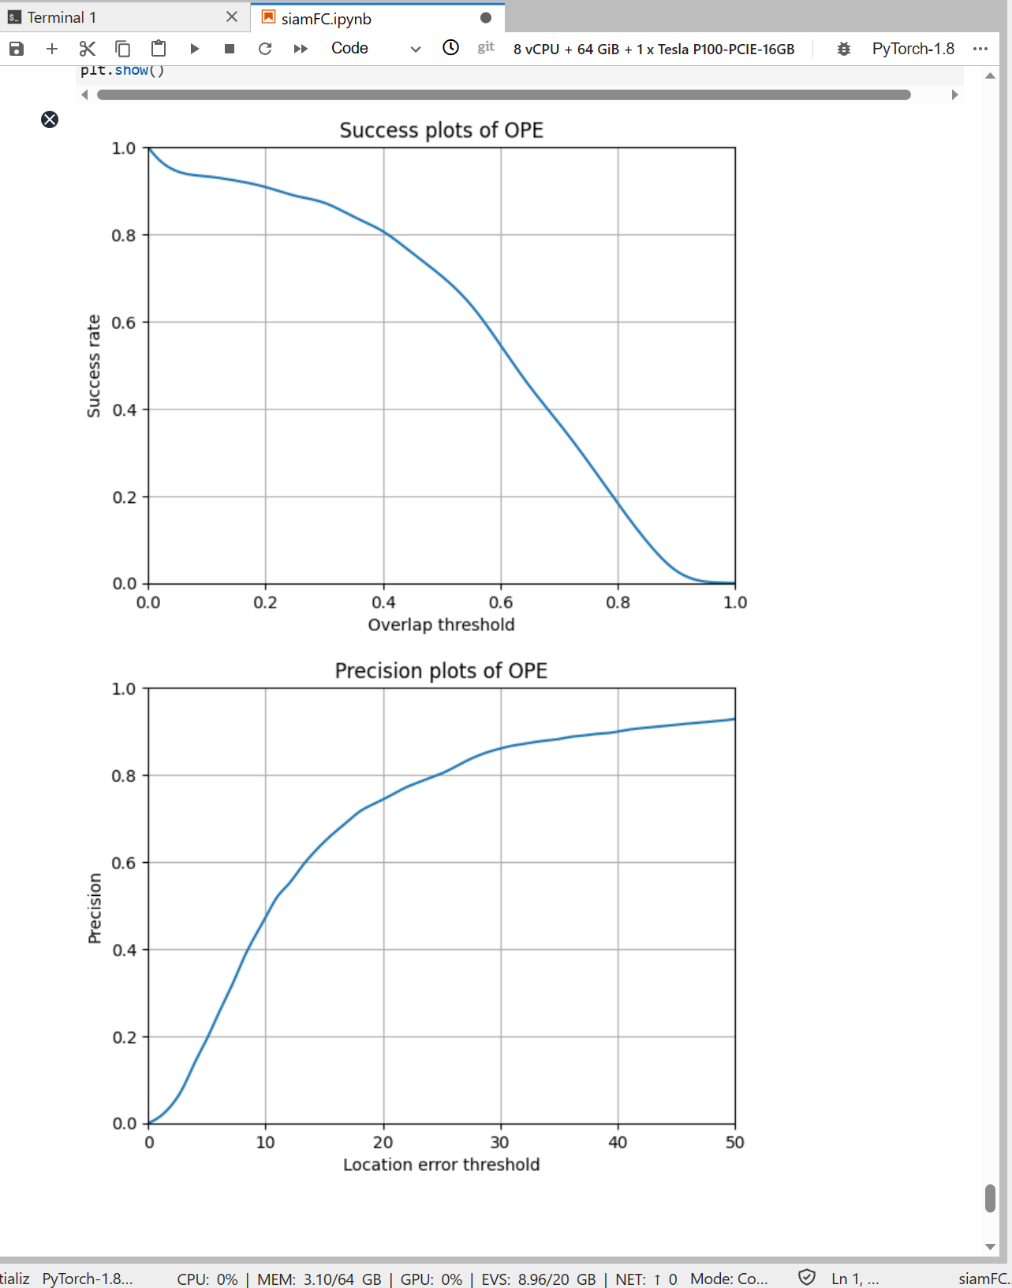 Terminal 1
siamFC.ipynb
Code
git
8 vCPU + 64 GiB + 1 x Tesla P100-PCIE-16GB
PyTorch-1.8
plt.show()
Success plots of OPE
1.0
0.8
0.6
0.4
0.2
0.0
Success rate
0.0 0.2 0.4 0.6 0.8 1.0
Overlap threshold
Precision plots of OPE
1.0
0.8
0.6
0.4
0.2
0.0
Precision
0 10 20 30 40 50
Location error threshold
tializ PyTorch-1.8... CPU: 0% | MEM: 3.10/64 GB | GPU: 0% | EVS: 8.96/20 GB | NET: ↑ 0 Mode: Co... Ln 1, ... siamFC.